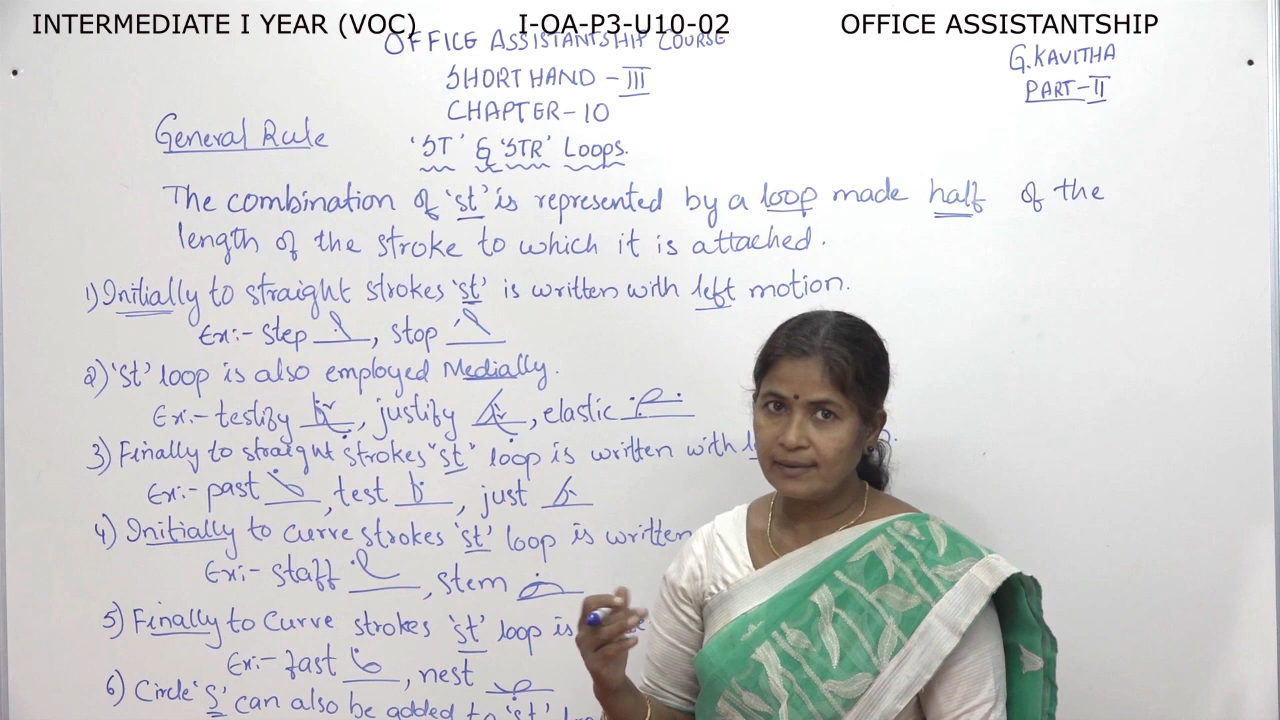 INTERMEDIATE I YEAR (VOC) I-OA-P3-U10-02 OFFICE ASSISTANTSHIP
OFFICE ASSISTANTSHIP COURSE
G.KAVITHA
SHORTHAND - III
PART-II
CHAPTER-10
General Rule
'ST' & 'STR' Loops.
The combination of 'st' is represented by a loop made half of the
length of the stroke to which it is attached.
1) Initially to straight strokes 'st' is written with left motion.
Ex:- step , stop
2) 'st' loop is also employed Medially.
Ex:- testify , justify , elastic
3) Finally to straight strokes "st" loop is written with
Ex:- past , test , just
4) Initially to curve strokes 'st' loop is written
Ex:- staff , stem
5) Finally to curve strokes 'st' loop is
Ex:- fast , nest
6) Circle 'S' can also be added to 'st'